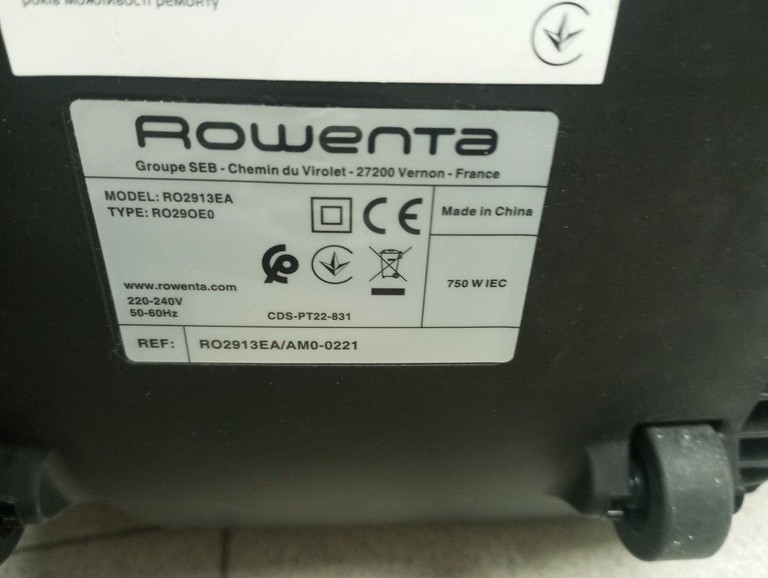 років можливості ремонту
Rowenta
Groupe SEB - Chemin du Virolet - 27200 Vernon - France
MODEL: RO2913EA
TYPE: RO29OE0
CE
Made in China
www.rowenta.com
220-240V
50-60Hz
CDS-PT22-831
750 W IEC
REF: RO2913EA/AM0-0221